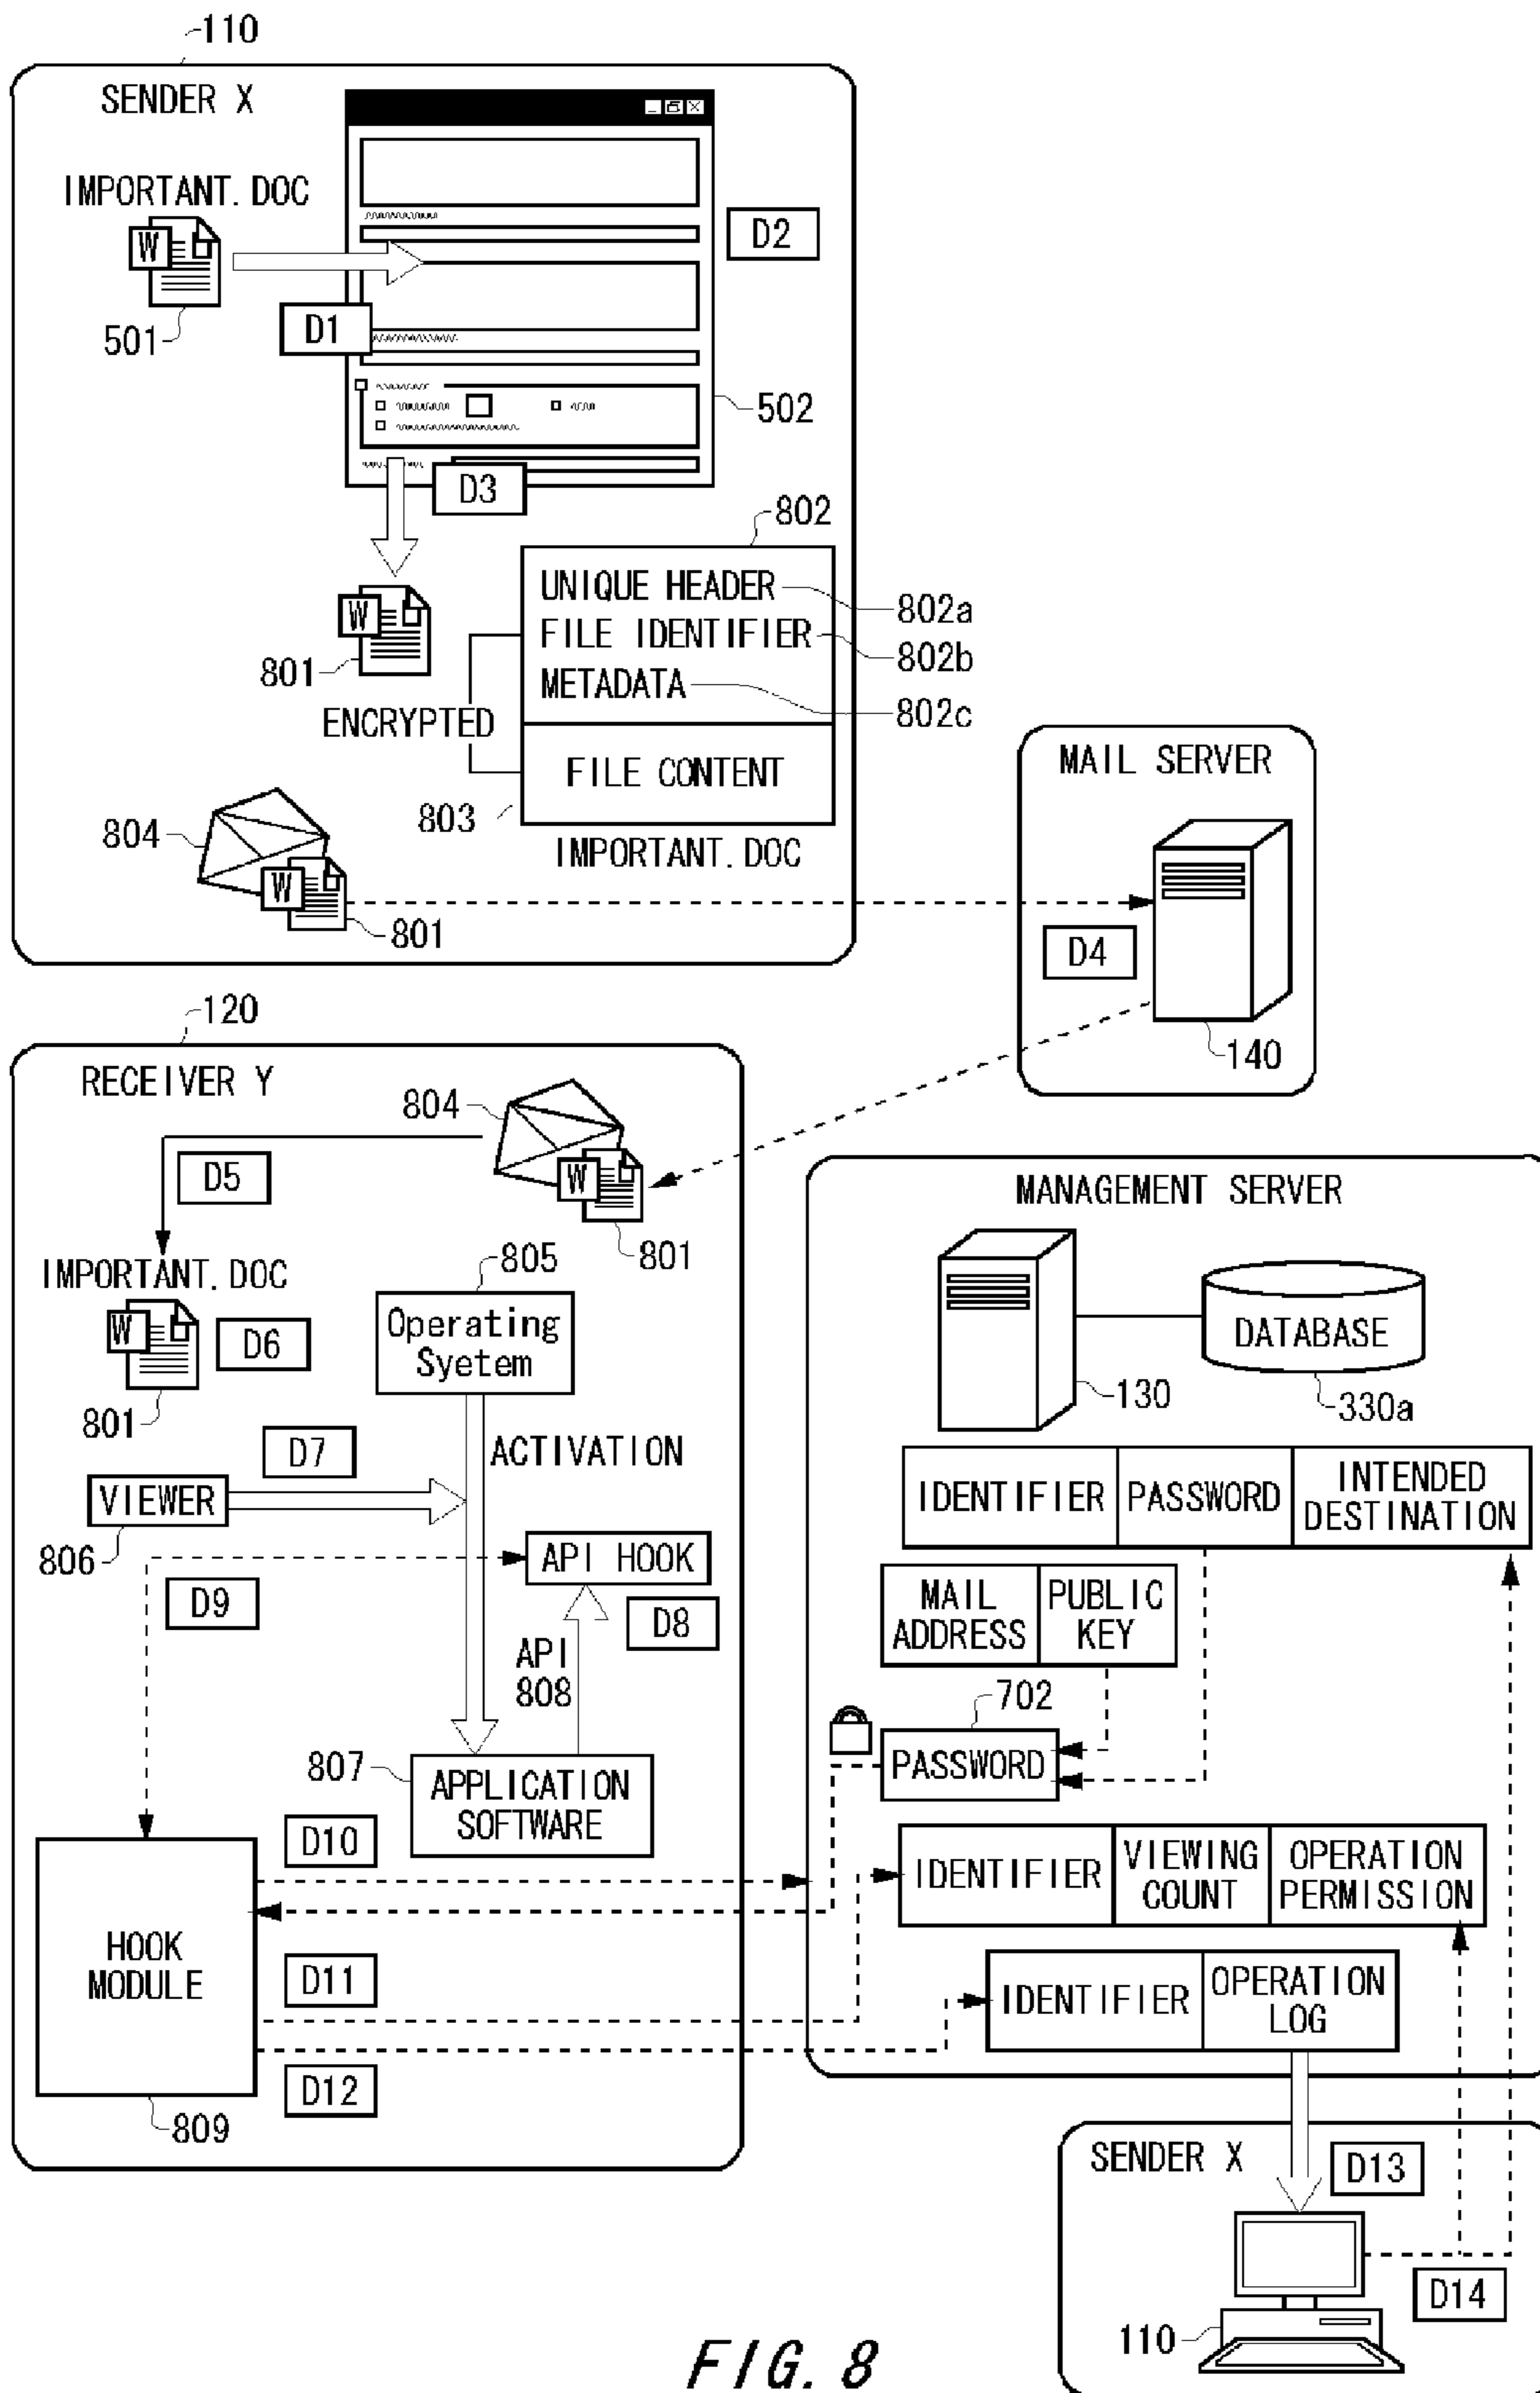 110
SENDER X
IMPORTANT.DOC
W
501
D1
D2
502
D3
W
801
802
UNIQUE HEADER
802a
FILE IDENTIFIER
802b
METADATA
802c
ENCRYPTED
FILE CONTENT
803
IMPORTANT.DOC
804
W
801
MAIL SERVER
D4
140
120
RECEIVER Y
804
W
801
D5
IMPORTANT.DOC
W
D6
801
805
Operating
Syetem
D7
ACTIVATION
VIEWER
806
API HOOK
D9
D8
API
808
807
APPLICATION
SOFTWARE
D10
HOOK
MODULE
D11
D12
809
MANAGEMENT SERVER
130
DATABASE
330a
IDENTIFIER
PASSWORD
INTENDED
DESTINATION
MAIL
ADDRESS
PUBLIC
KEY
702
PASSWORD
IDENTIFIER
VIEWING
COUNT
OPERATION
PERMISSION
IDENTIFIER
OPERATION
LOG
SENDER X
D13
D14
110
FIG. 8